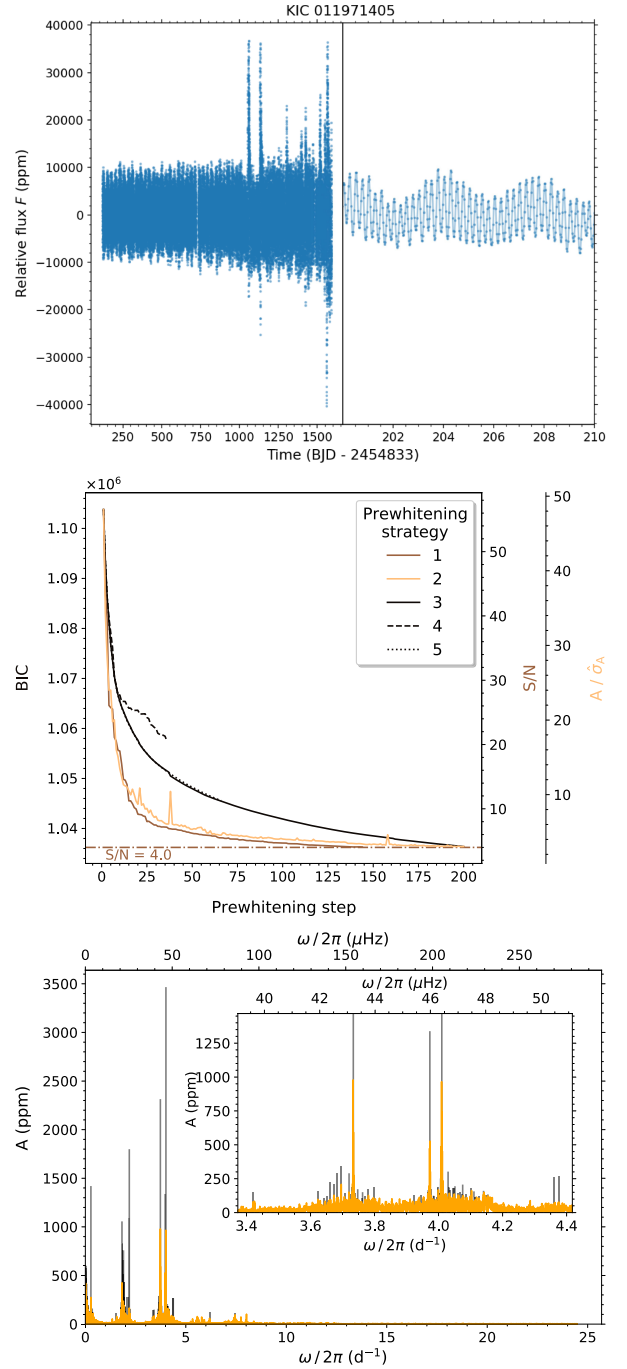 KIC 011971405
40000
30000
20000
10000
0
−10000
−20000
−30000
−40000
Relative flux F (ppm)
250 500 750 1000 1250 1500 202 204 206 208 210
Time (BJD - 2454833)
×10⁶
1.10
1.09
1.08
1.07
1.06
1.05
1.04
BIC
Prewhitening
strategy
1
2
3
4
5
50
40
30
20
10
S/N
50
40
30
20
10
A / σ̂_A
S/N = 4.0
0 25 50 75 100 125 150 175 200
Prewhitening step
ω/2π (μHz)
0 50 100 150 200 250
3500
3000
2500
2000
1500
1000
500
0
A (ppm)
ω/2π (μHz)
40 42 44 46 48 50
1250
1000
750
500
250
0
A (ppm)
3.4 3.6 3.8 4.0 4.2 4.4
ω/2π (d⁻¹)
0 5 10 15 20 25
ω/2π (d⁻¹)